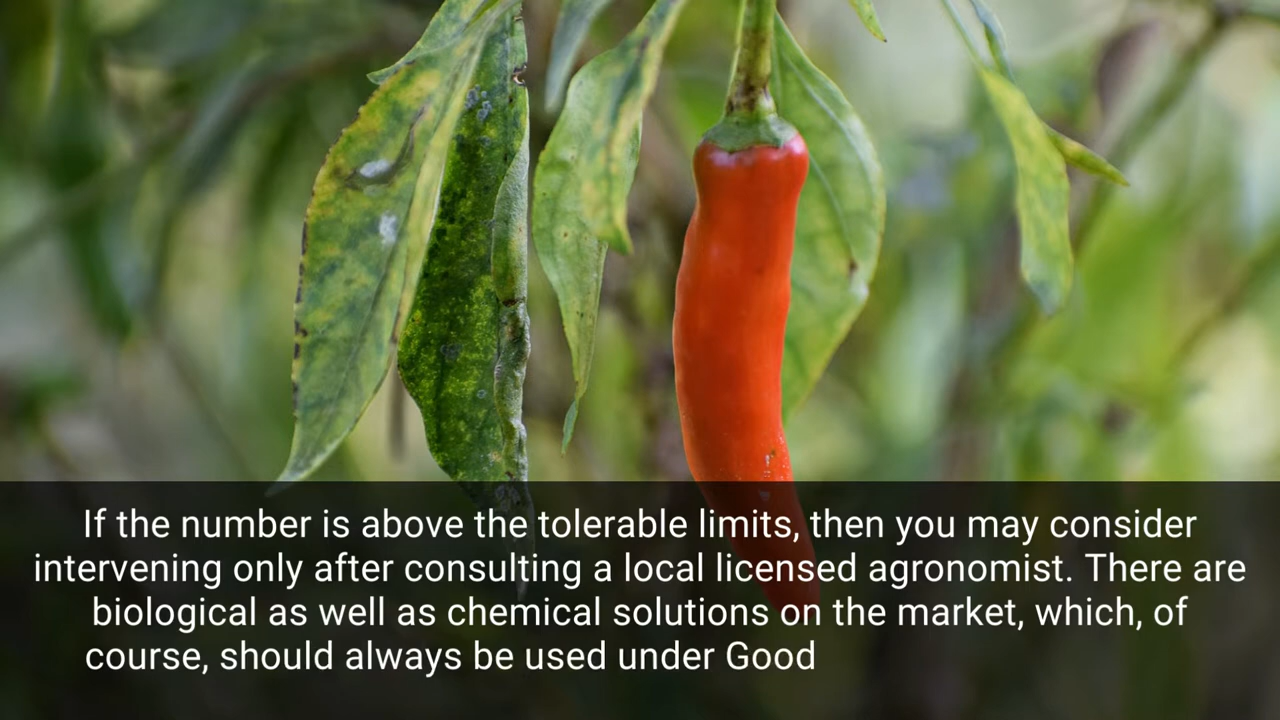 If the number is above the tolerable limits, then you may consider
intervening only after consulting a local licensed agronomist. There are
biological as well as chemical solutions on the market, which, of
course, should always be used under Good